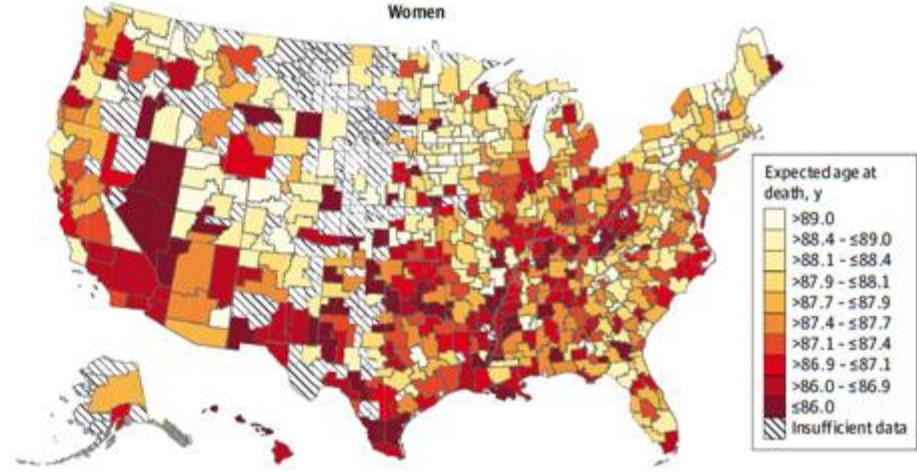 Women
Expected age at
death, y
>89.0
>88.4 - ≤89.0
>88.1 - ≤88.4
>87.9 - ≤88.1
>87.7 - ≤87.9
>87.4 - ≤87.7
>87.1 - ≤87.4
>86.9 - ≤87.1
>86.0 - ≤86.9
≤86.0
Insufficient data